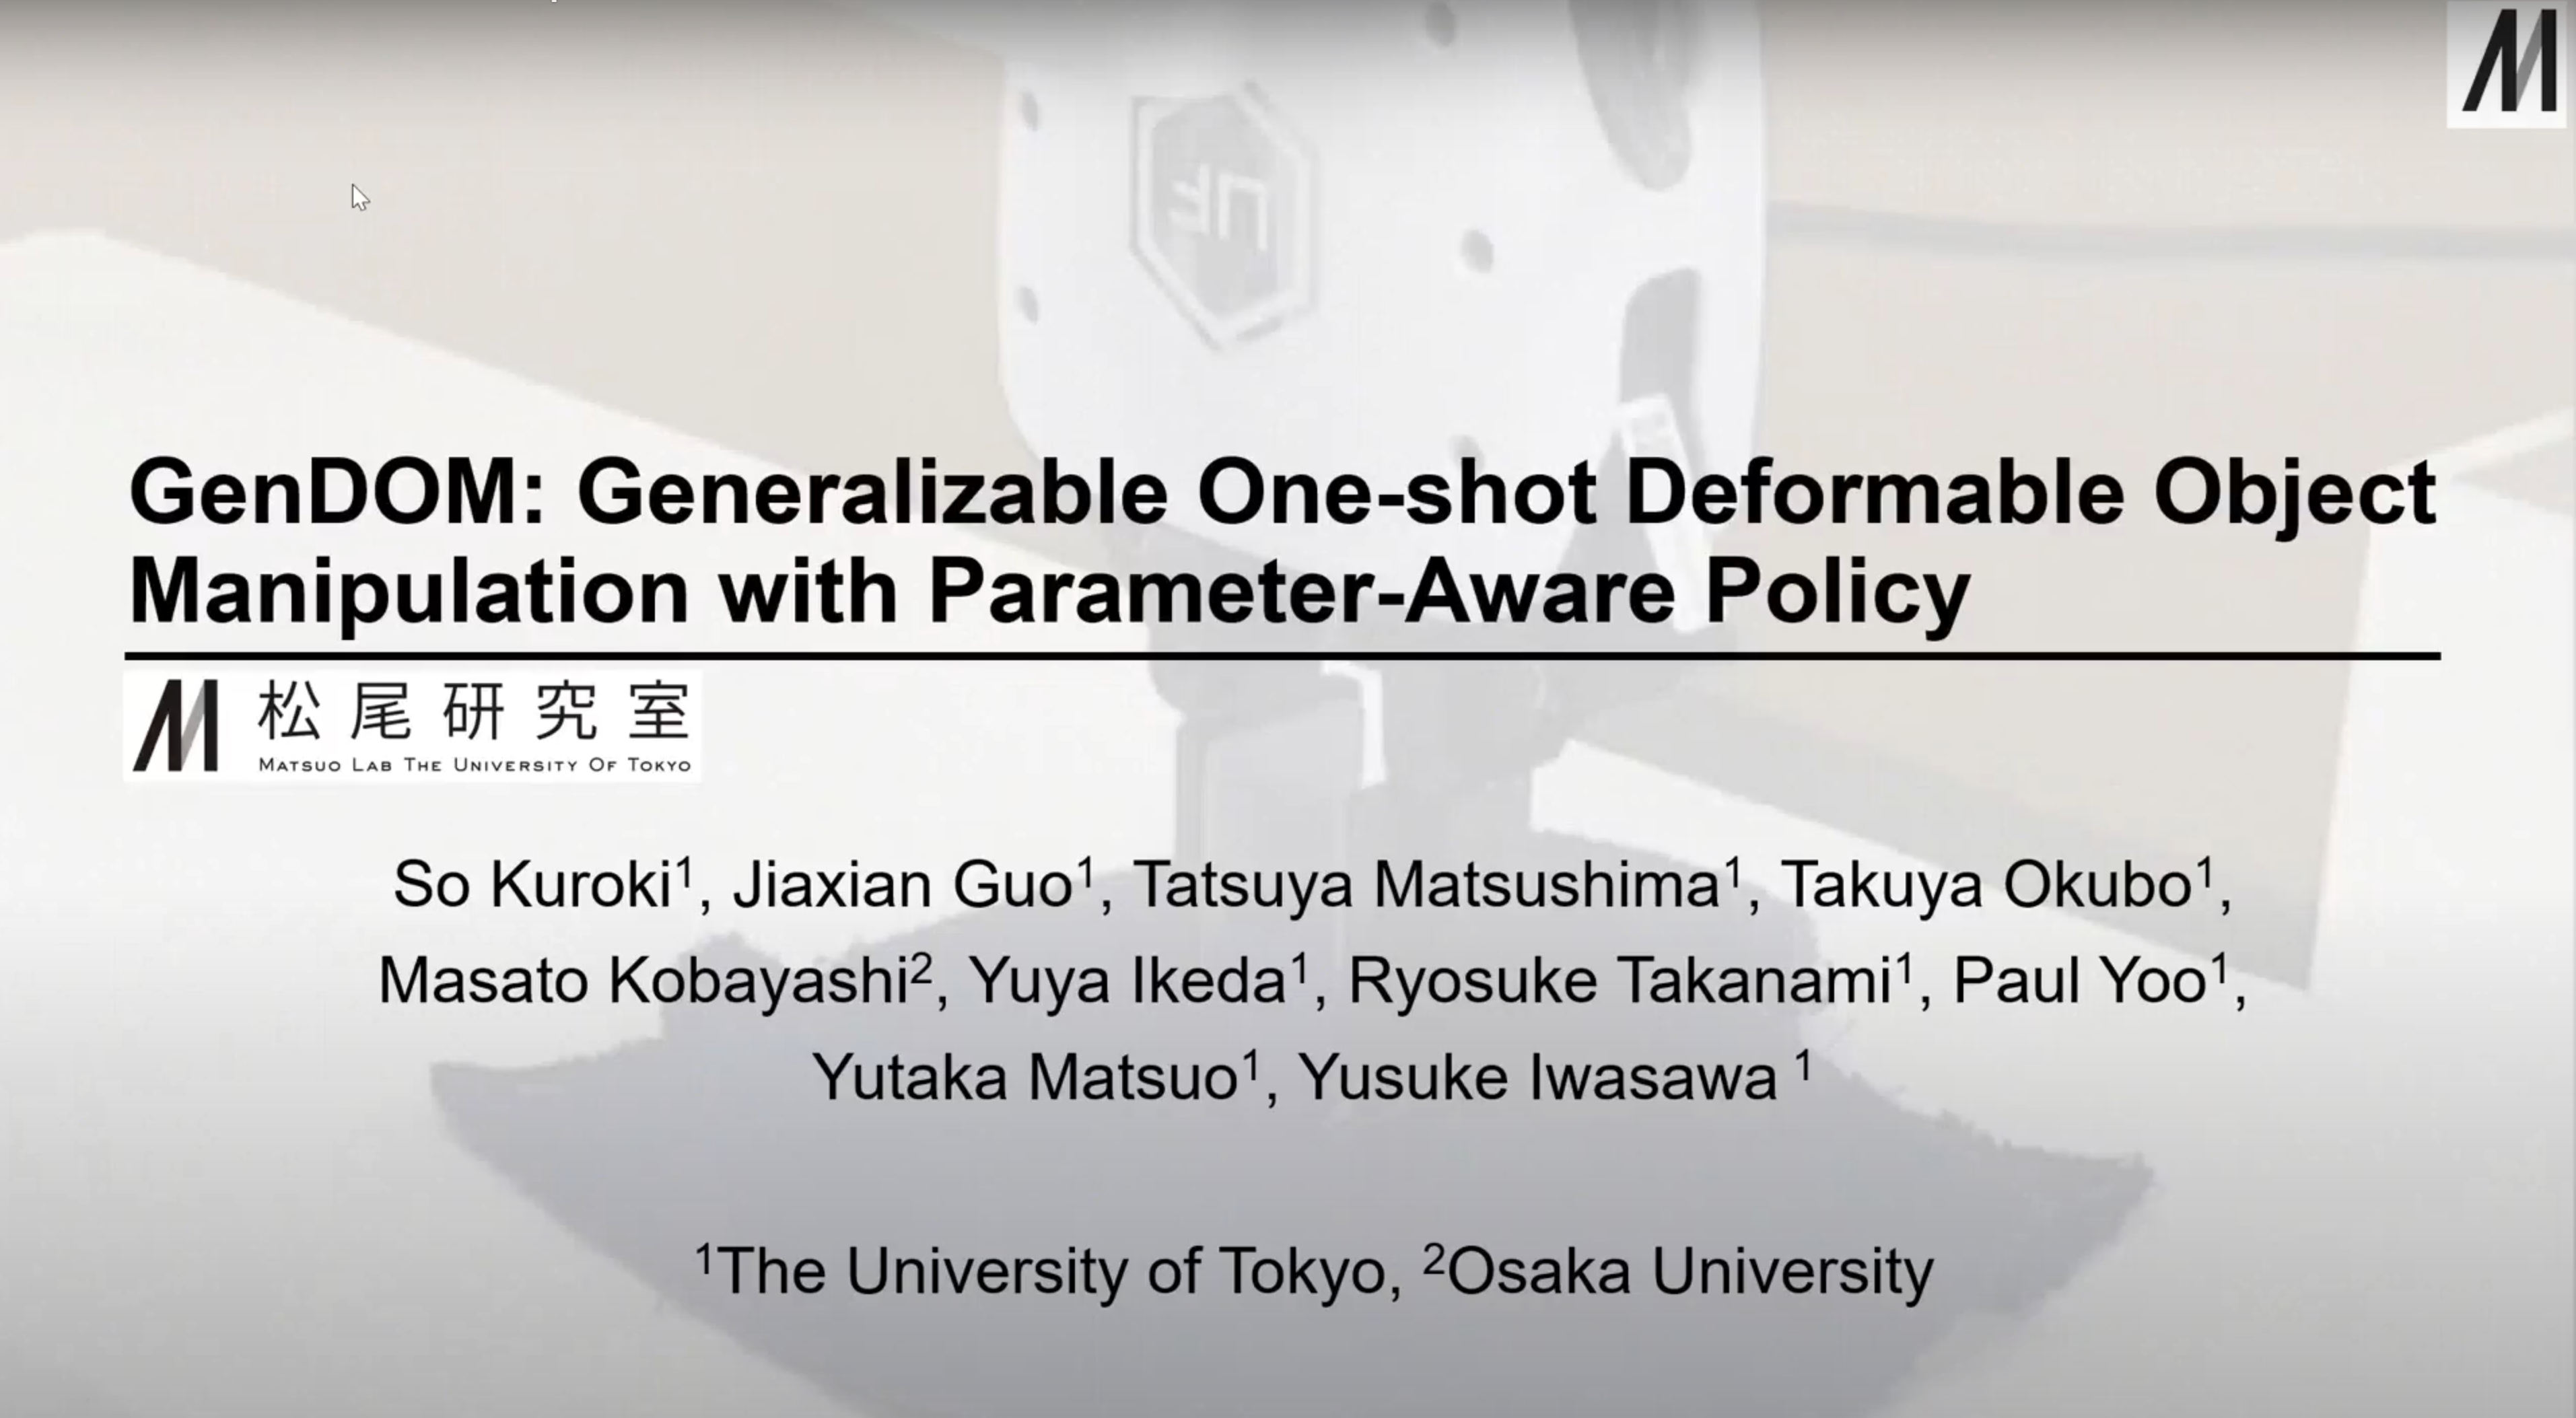 M
UF
GenDOM: Generalizable One-shot Deformable Object
Manipulation with Parameter-Aware Policy
M 松尾研究室
MATSUO LAB THE UNIVERSITY OF TOKYO
So Kuroki¹, Jiaxian Guo¹, Tatsuya Matsushima¹, Takuya Okubo¹,
Masato Kobayashi², Yuya Ikeda¹, Ryosuke Takanami¹, Paul Yoo¹,
Yutaka Matsuo¹, Yusuke Iwasawa ¹
¹The University of Tokyo, ²Osaka University